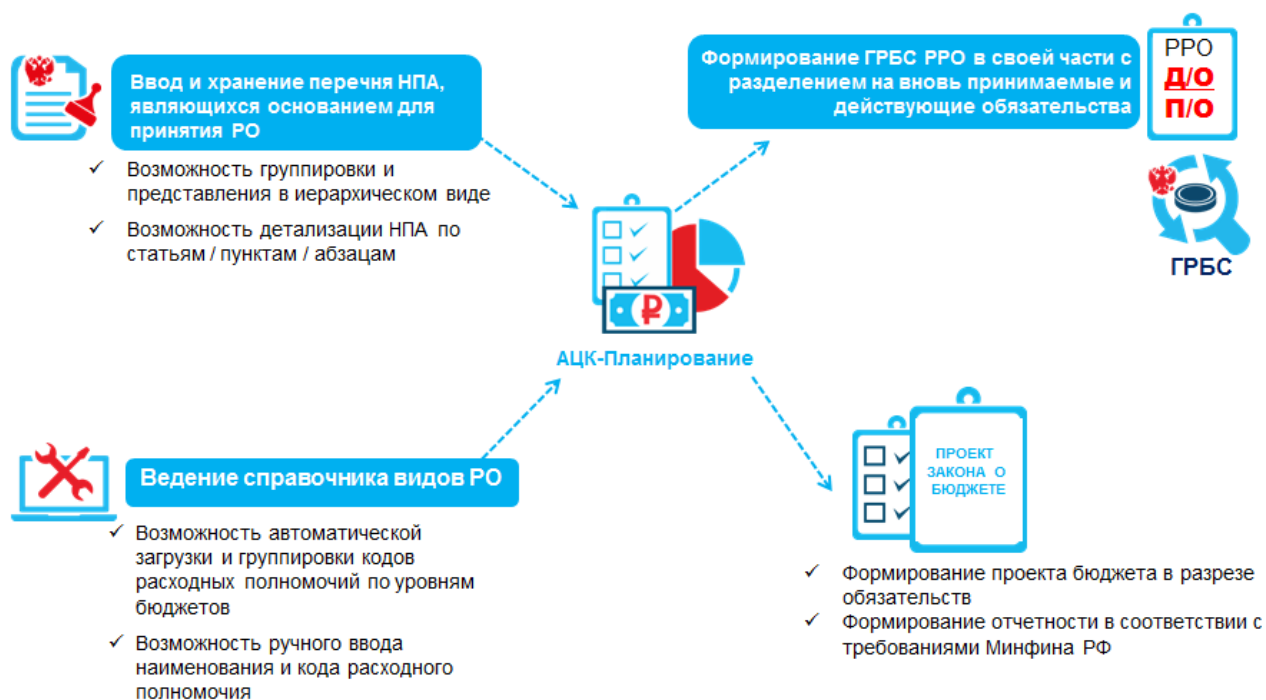 Ввод и хранение перечня НПА,
являющихся основанием для
принятия РО
✓ Возможность группировки и
представления в иерархическом виде
✓ Возможность детализации НПА по
статьям / пунктам / абзацам
Формирование ГРБС РРО в своей части с
разделением на вновь принимаемые и
действующие обязательства
РРО
Д/О
П/О
ГРБС
₽
АЦК-Планирование
Ведение справочника видов РО
✓ Возможность автоматической
загрузки и группировки кодов
расходных полномочий по уровням
бюджетов
✓ Возможность ручного ввода
наименования и кода расходного
полномочия
ПРОЕКТ
ЗАКОНА О
БЮДЖЕТЕ
✓ Формирование проекта бюджета в разрезе
обязательств
✓ Формирование отчетности в соответствии с
требованиями Минфина РФ